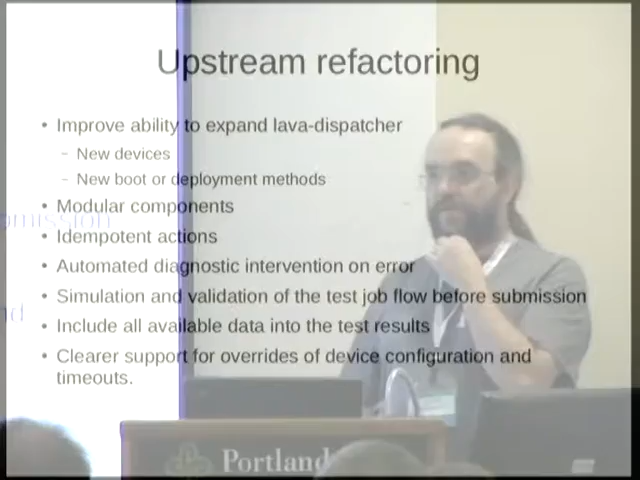 Upstream refactoring
• Improve ability to expand lava-dispatcher
– New devices
– New boot or deployment methods
• Modular components
• Idempotent actions
• Automated diagnostic intervention on error
• Simulation and validation of the test job flow before submission
• Include all available data into the test results
• Clearer support for overrides of device configuration and
timeouts.
Portland